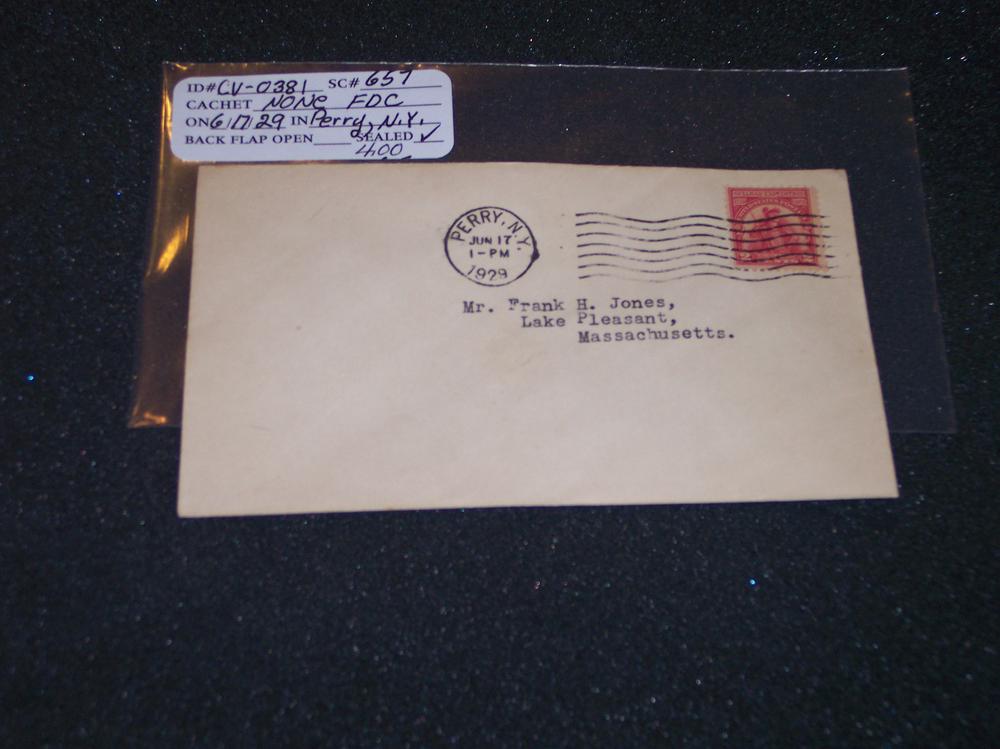 ID# CV-0381 SC# 657
CACHET NONE FDC
ON 6/17/29 IN Perry, N.Y.
BACK FLAP OPEN SEALED ✓
4.00
PERRY, N.Y.
JUN 17
1-PM
1929
Mr. Frank H. Jones,
Lake Pleasant,
Massachusetts.